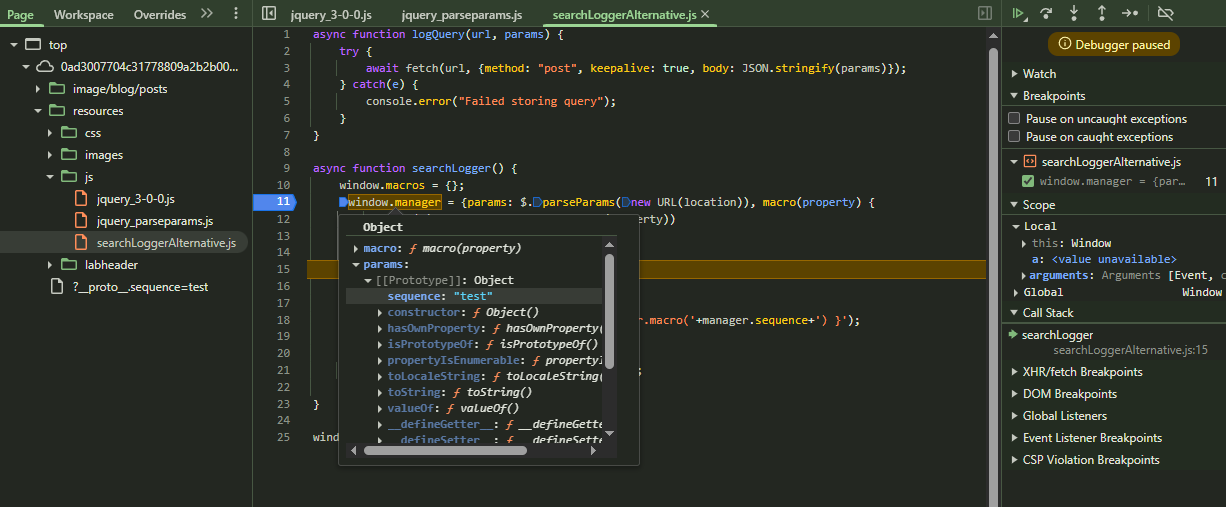 Page Workspace Overrides
top
0ad3007704c31778809a2b2b00...
image/blog/posts
resources
css
images
js
jquery_3-0-0.js
jquery_parseparams.js
searchLoggerAlternative.js
labheader
?__proto__.sequence=test
jquery_3-0-0.js jquery_parseparams.js searchLoggerAlternative.js
1 async function logQuery(url, params) {
2 try {
3 await fetch(url, {method: "post", keepalive: true, body: JSON.stringify(params)});
4 } catch(e) {
5 console.error("Failed storing query");
6 }
7 }
8
9 async function searchLogger() {
10 window.macros = {};
11 window.manager = {params: $.parseParams(new URL(location)), macro(property) {
12 erty))
13
14
15
16
17
18 r.macro('+manager.sequence+') }');
19
20
21 ;
22
23 }
24
25 wind
Object
macro: ƒ macro(property)
params:
[[Prototype]]: Object
sequence: "test"
constructor: ƒ Object()
hasOwnProperty: ƒ hasOwnProperty(
isPrototypeOf: ƒ isPrototypeOf()
propertyIsEnumerable: ƒ propertyI
toLocaleString: ƒ toLocaleString(
toString: ƒ toString()
valueOf: ƒ valueOf()
__defineGetter__: ƒ __defineGette
__defineSetter__: ƒ __defineSette
Debugger paused
Watch
Breakpoints
Pause on uncaught exceptions
Pause on caught exceptions
searchLoggerAlternative.js
window.manager = {par... 11
Scope
Local
this: Window
a: <value unavailable>
arguments: Arguments [Event, c
Global Window
Call Stack
searchLogger
searchLoggerAlternative.js:15
XHR/fetch Breakpoints
DOM Breakpoints
Global Listeners
Event Listener Breakpoints
CSP Violation Breakpoints